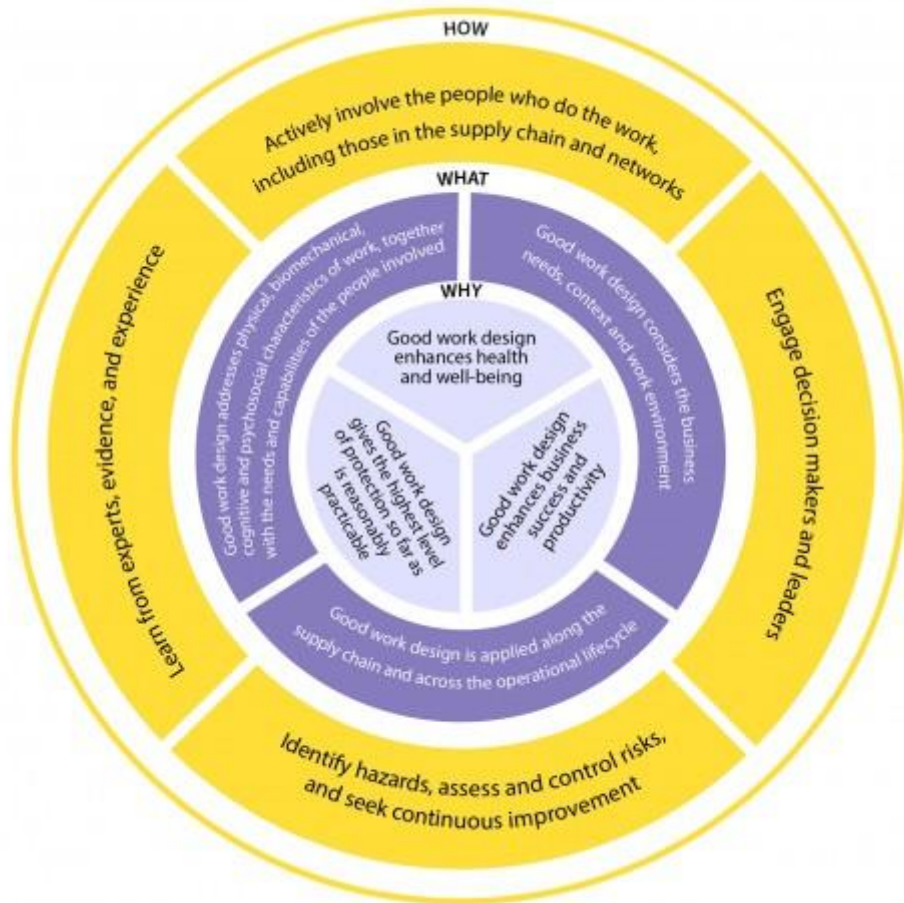 HOW
Actively involve the people who do the work,
including those in the supply chain and networks
Engage decision makers and leaders
Identify hazards, assess and control risks,
and seek continuous improvement
Learn from experts, evidence, and experience
WHAT
Good work design addresses physical, biomechanical,
cognitive and psychosocial characteristics of work, together
with the needs and capabilities of the people involved
Good work design considers the business
needs, context and work environment
Good work design is applied along the
supply chain and across the operational lifecycle
WHY
Good work design
enhances health
and well-being
Good work design
gives the highest level
of protection so far as
is reasonably
practicable
Good work design
enhances business
success and
productivity